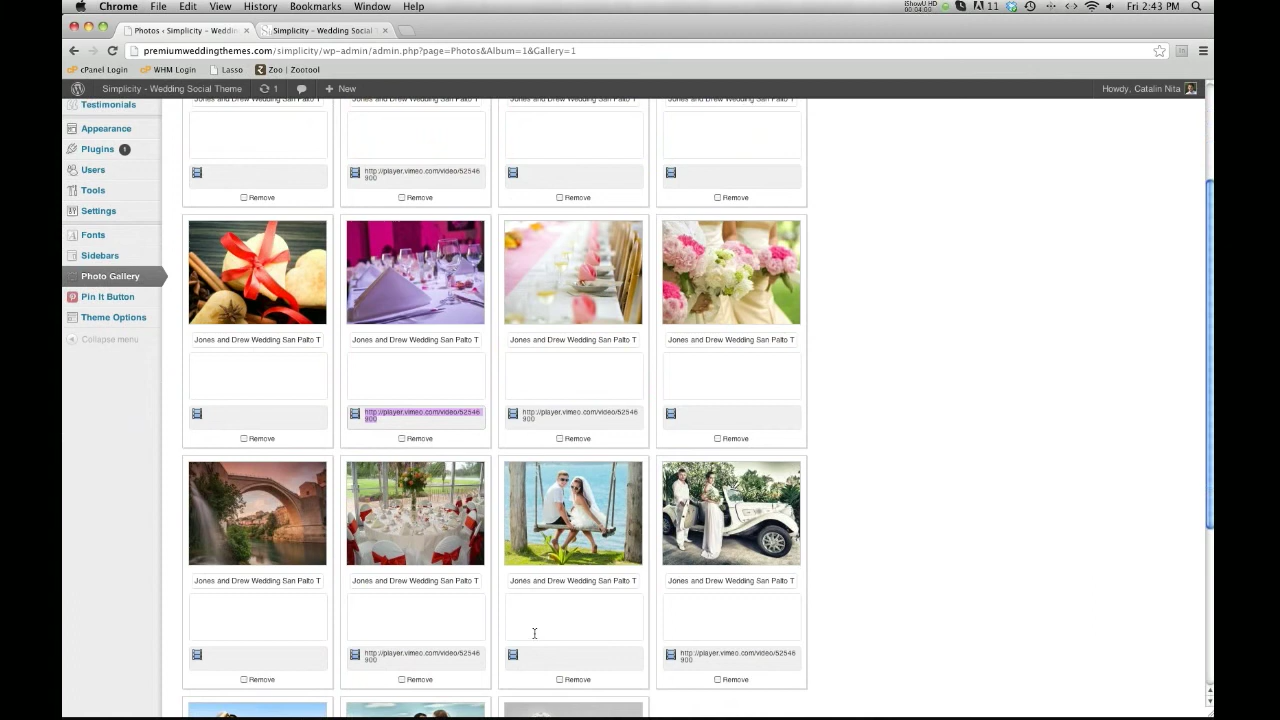 Chrome File Edit View History Bookmarks Window Help
iShowU HD
00:04:00
11
Fri 2:43 PM
Photos ‹ Simplicity – Weddin ×
Simplicity – Wedding Social ×
premiumweddingthemes.com/simplicity/wp-admin/admin.php?page=Photos&Album=1&Gallery=1
cPanel Login WHM Login Lasso Zoo | Zootool
Simplicity - Wedding Social Theme 1 + New
Howdy, Catalin Nita
Testimonials
Appearance
Plugins 1
Users
Tools
Settings
Fonts
Sidebars
Photo Gallery
Pin It Button
Theme Options
Collapse menu
Jones and Drew Wedding San Palto T Jones and Drew Wedding San Palto T Jones and Drew Wedding San Palto T Jones and Drew Wedding San Palto T
http://player.vimeo.com/video/52546
900
Remove Remove Remove Remove
Jones and Drew Wedding San Palto T Jones and Drew Wedding San Palto T Jones and Drew Wedding San Palto T Jones and Drew Wedding San Palto T
http://player.vimeo.com/video/52546 http://player.vimeo.com/video/52546
900 900
Remove Remove Remove Remove
Jones and Drew Wedding San Palto T Jones and Drew Wedding San Palto T Jones and Drew Wedding San Palto T Jones and Drew Wedding San Palto T
http://player.vimeo.com/video/52546 http://player.vimeo.com/video/52546
900 900
Remove Remove Remove Remove